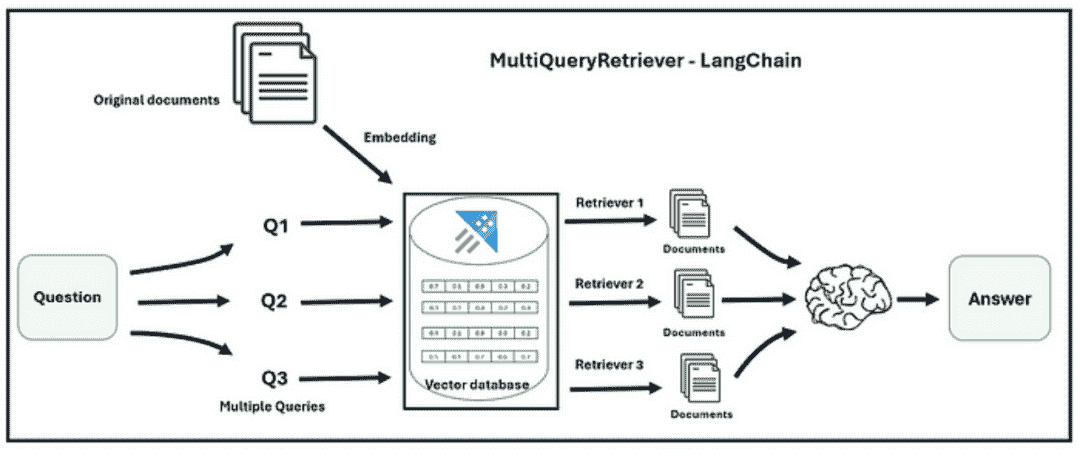 MultiQueryRetriever - LangChain
Original documents
Embedding
Question
Q1
Q2
Q3
Multiple Queries
Vector database
Retriever 1
Documents
Retriever 2
Documents
Retriever 3
Documents
Answer